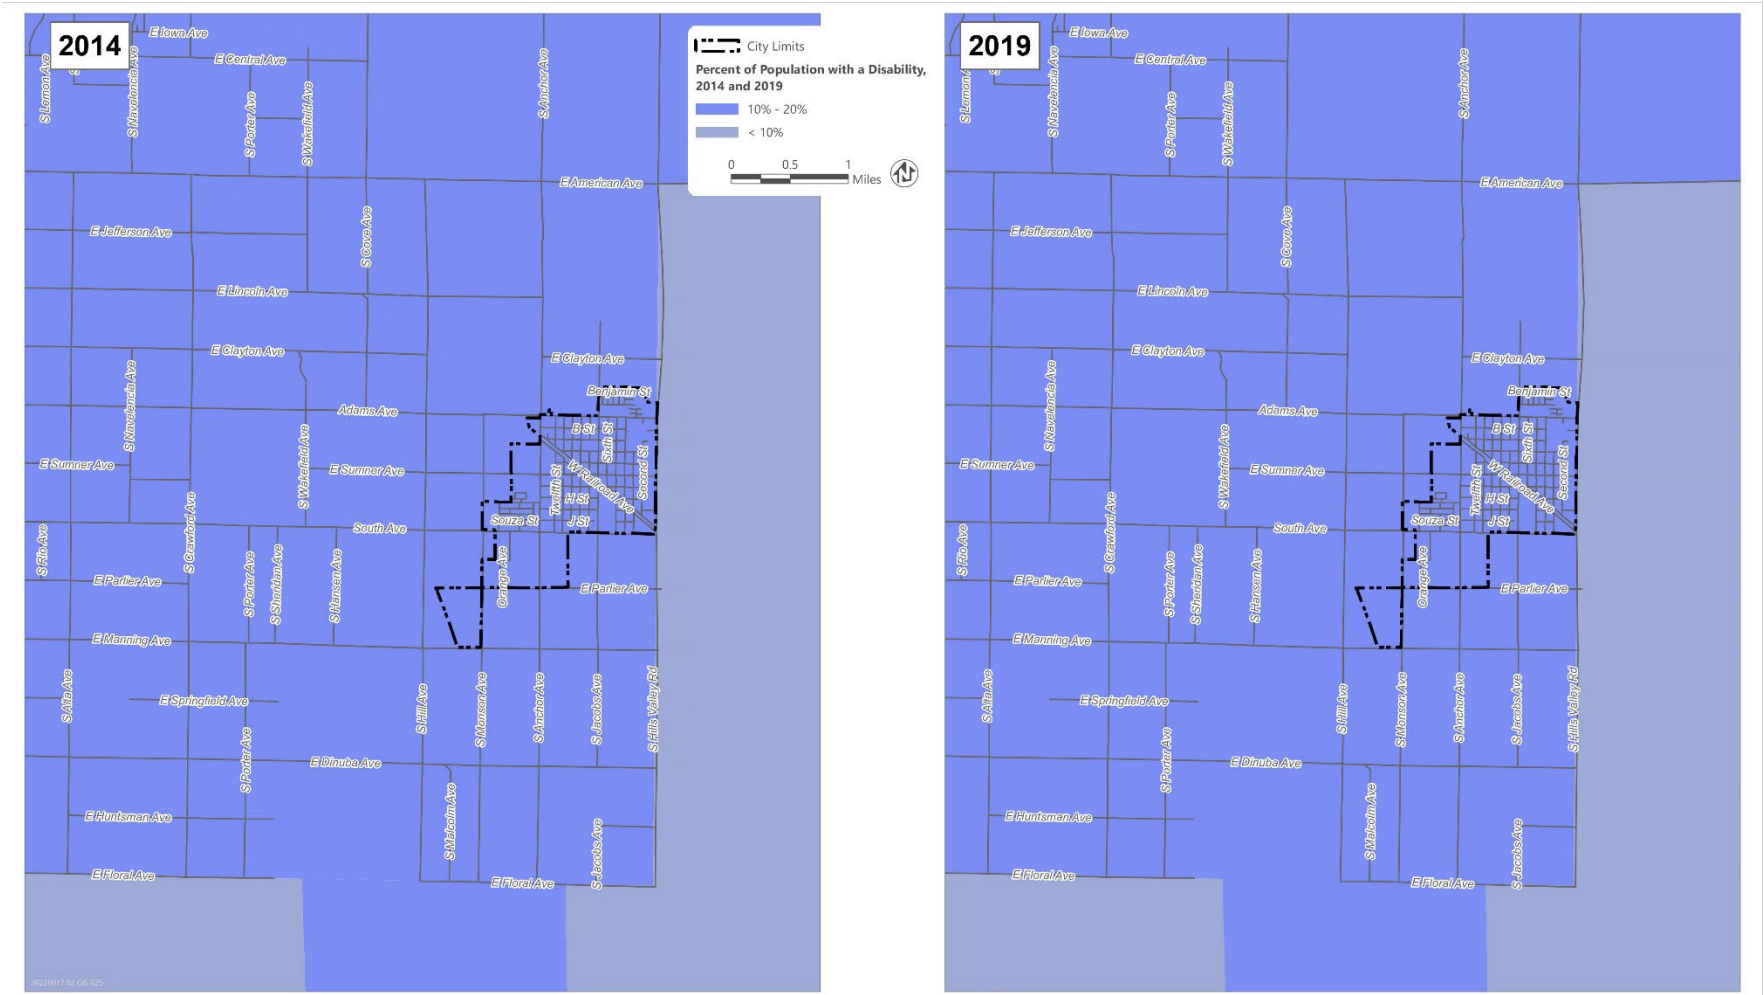 2014
E Iowa Ave
E Central Ave
S Lemon Ave
S
S Navelencia Ave
S Porter Ave
S Wakefield Ave
S Anchor Ave
E American Ave
E Jefferson Ave
S Cove Ave
E Lincoln Ave
E Clayton Ave
E Clayton Ave
S Navelencia Ave
Benjamin St
Adams Ave
B St
Sixth St
S Wakefield Ave
E Sumner Ave
E Sumner Ave
W Railroad Ave
Second St
Twelfth St
H St
S Crawford Ave
Souza St
J St
South Ave
S Rio Ave
S Porter Ave
S Sheridan Ave
S Hansen Ave
Orange Ave
E Parlier Ave
E Parlier Ave
E Manning Ave
S Alta Ave
E Springfield Ave
S Hill Ave
S Monson Ave
S Anchor Ave
S Jacobs Ave
S Hills Valley Rd
S Porter Ave
E Dinuba Ave
E Huntsman Ave
S Malcolm Ave
S Jacobs Ave
E Floral Ave
E Floral Ave
20220017.02 GIS 025
City Limits
Percent of Population with a Disability,
2014 and 2019
10% - 20%
< 10%
0 0.5 1
Miles
N
2019
E Iowa Ave
E Central Ave
S Lemon A
S
S Navelencia Ave
S Porter Ave
S Wakefield Ave
S Anchor Ave
E American Ave
E Jefferson Ave
S Cove Ave
E Lincoln Ave
E Clayton Ave
E Clayton Ave
S Navelencia Ave
Benjamin St
Adams Ave
B St
Sixth St
S Wakefield Ave
E Sumner Ave
E Sumner Ave
W Railroad Ave
Second St
Twelfth St
H St
S Crawford Ave
Souza St
J St
South Ave
S Rio Ave
S Porter Ave
S Sheridan Ave
S Hansen Ave
Orange Ave
E Parlier Ave
E Parlier Ave
E Manning Ave
S Alta Ave
E Springfield Ave
S Hill Ave
S Monson Ave
S Anchor Ave
S Jacobs Ave
S Hills Valley Rd
S Porter Ave
E Dinuba Ave
E Huntsman Ave
S Malcolm Ave
S Jacobs Ave
E Floral Ave
E Floral Ave